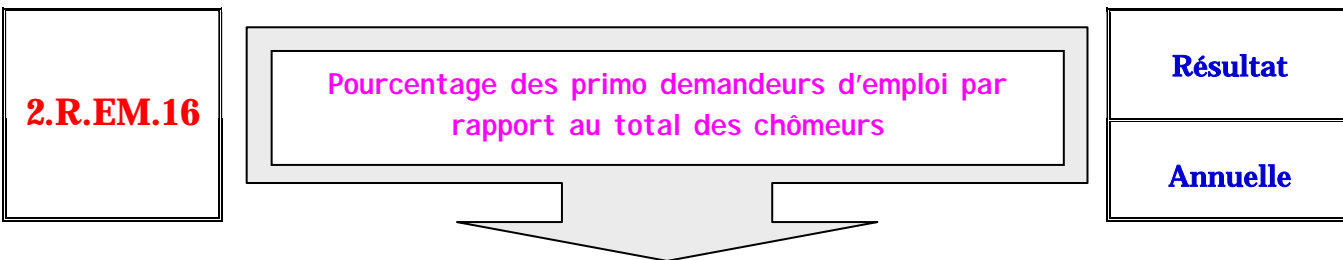 2.R.EM.16
Pourcentage des primo demandeurs d'emploi par
rapport au total des chômeurs
Résultat
Annuelle